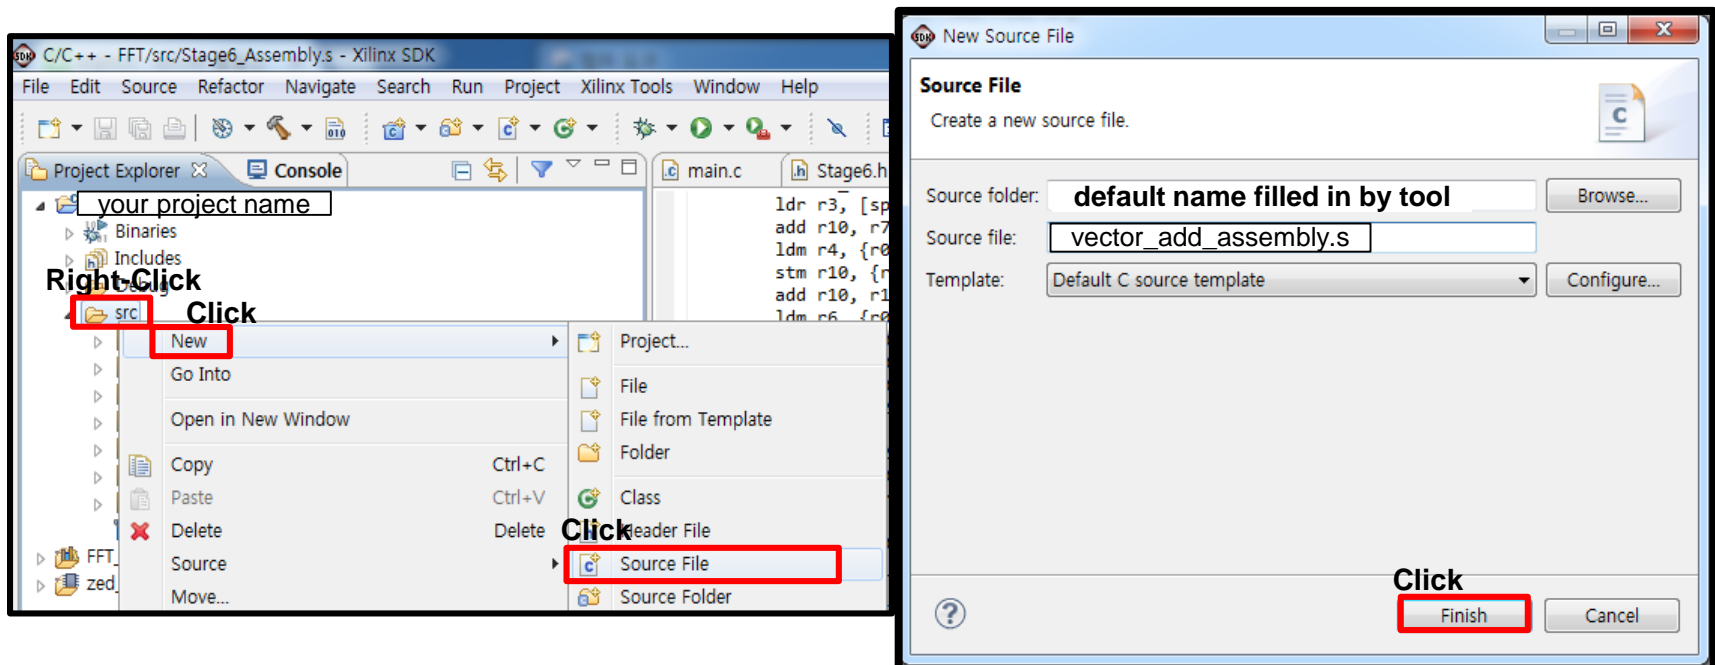 C/C++ - FFT/src/Stage6_Assembly.s - Xilinx SDK
File Edit Source Refactor Navigate Search Run Project Xilinx Tools Window Help
Project Explorer Console
main.c
Stage6.h
your project name
Binaries
Includes
Debug
Right-Click
src
Click
ldr r3, [sp
add r10, r7
ldm r4, {r0
stm r10, {r
add r10, r1
ldm r6, {r0
New
Go Into
Open in New Window
Copy Ctrl+C
Paste Ctrl+V
Delete Delete
Source
Move...
FFT_
zed_
Project...
File
File from Template
Folder
Class
Click
Header File
Source File
Source Folder
New Source File
Source File
Create a new source file.
Source folder: default name filled in by tool Browse...
Source file: vector_add_assembly.s
Template: Default C source template Configure...
Click
Finish Cancel